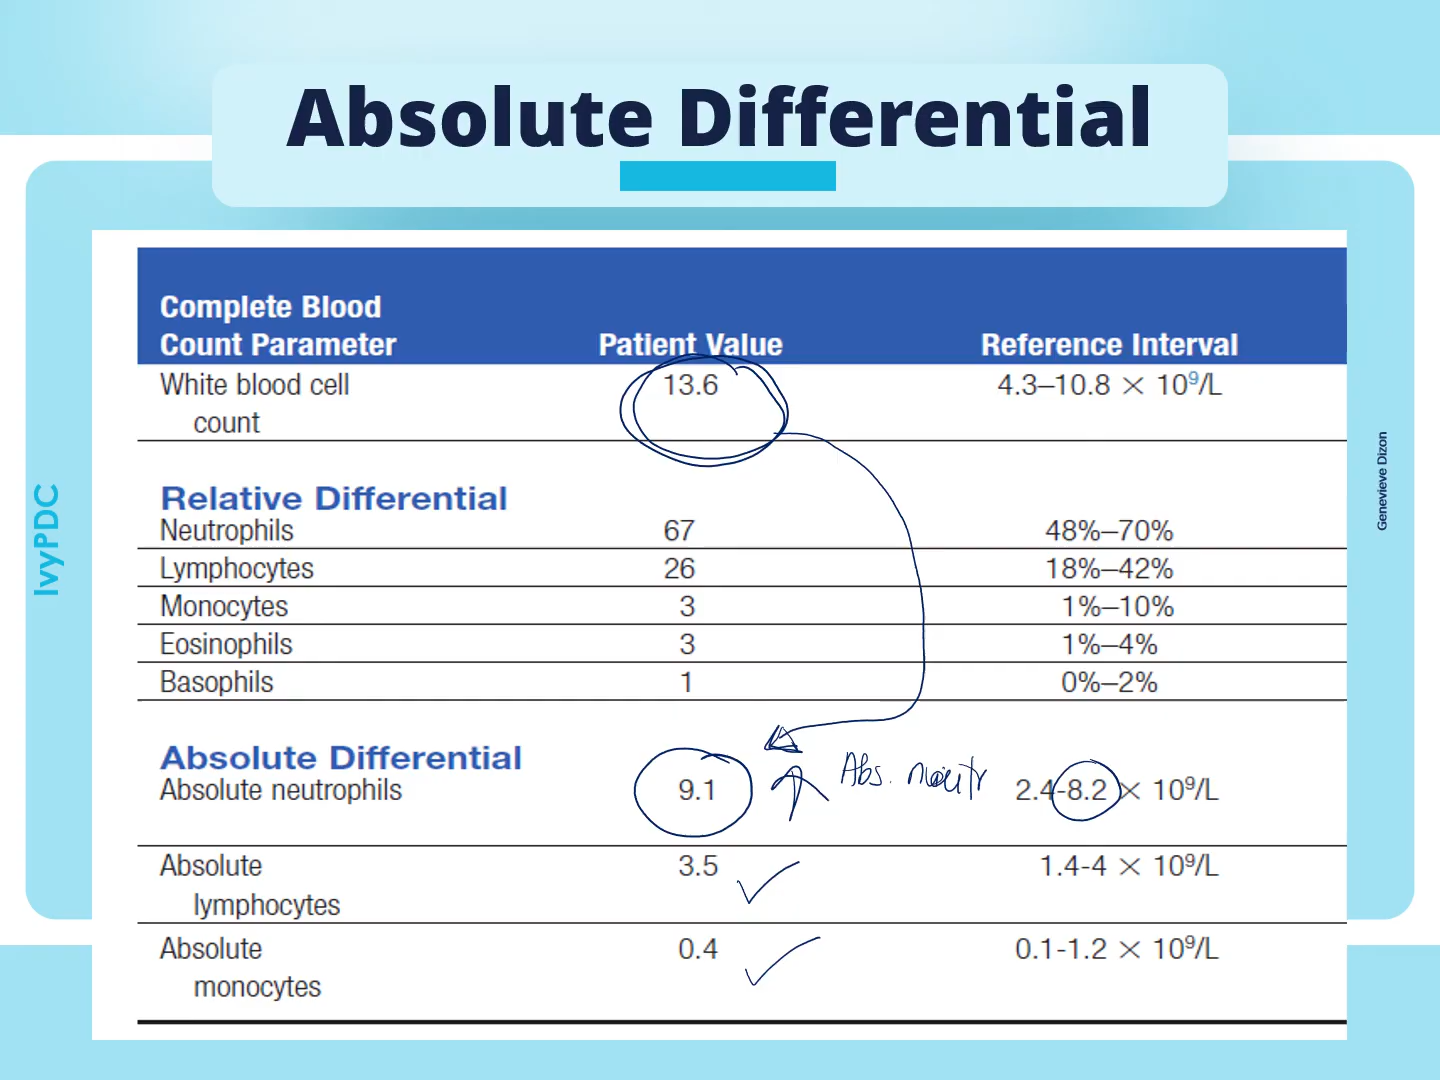 Absolute Differential
Complete Blood
Count Parameter Patient Value Reference Interval
White blood cell 13.6 4.3–10.8 × 10⁹/L
count
Relative Differential
Neutrophils 67 48%–70%
Lymphocytes 26 18%–42%
Monocytes 3 1%–10%
Eosinophils 3 1%–4%
Basophils 1 0%–2%
Absolute Differential
Absolute neutrophils 9.1 ↑ Abs. 2.4-8.2 × 10⁹/L
Absolute 3.5 1.4-4 × 10⁹/L
lymphocytes
Absolute 0.4 0.1-1.2 × 10⁹/L
monocytes
IvyPDC
Genevieve Dizon